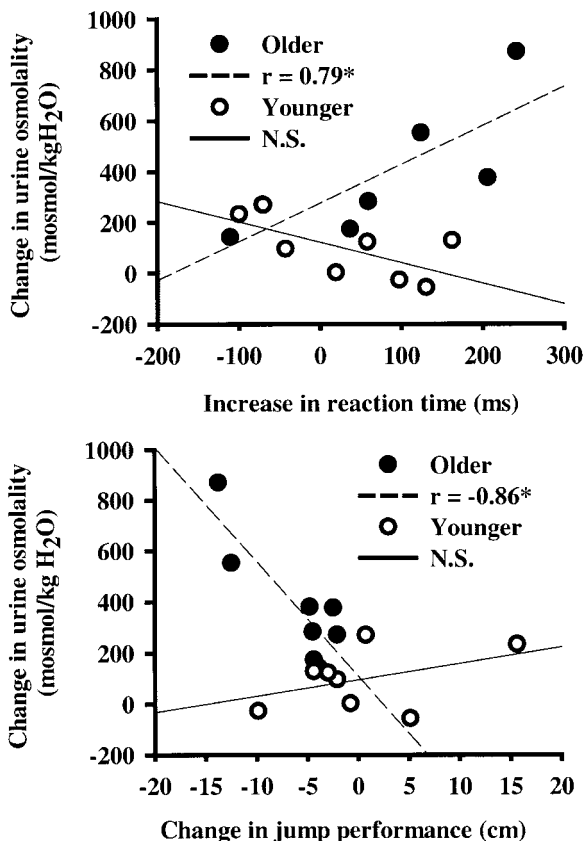 Change in urine osmolality
(mosmol/kgH2O)
1000
800
600
400
200
0
-200
Older
r = 0.79*
Younger
N.S.
-200 -100 0 100 200 300
Increase in reaction time (ms)
Change in urine osmolality
(mosmol/kg H2O)
1000
800
600
400
200
0
-200
Older
r = -0.86*
Younger
N.S.
-20 -15 -10 -5 0 5 10 15 20
Change in jump performance (cm)